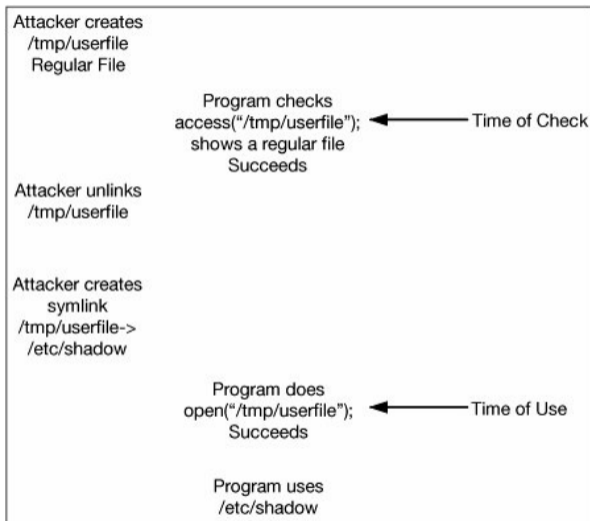 Attacker creates
/tmp/userfile
Regular File
Program checks
access(“/tmp/userfile”);
shows a regular file
Succeeds
Time of Check
Attacker unlinks
/tmp/userfile
Attacker creates
symlink
/tmp/userfile->
/etc/shadow
Program does
open(“/tmp/userfile”);
Succeeds
Time of Use
Program uses
/etc/shadow